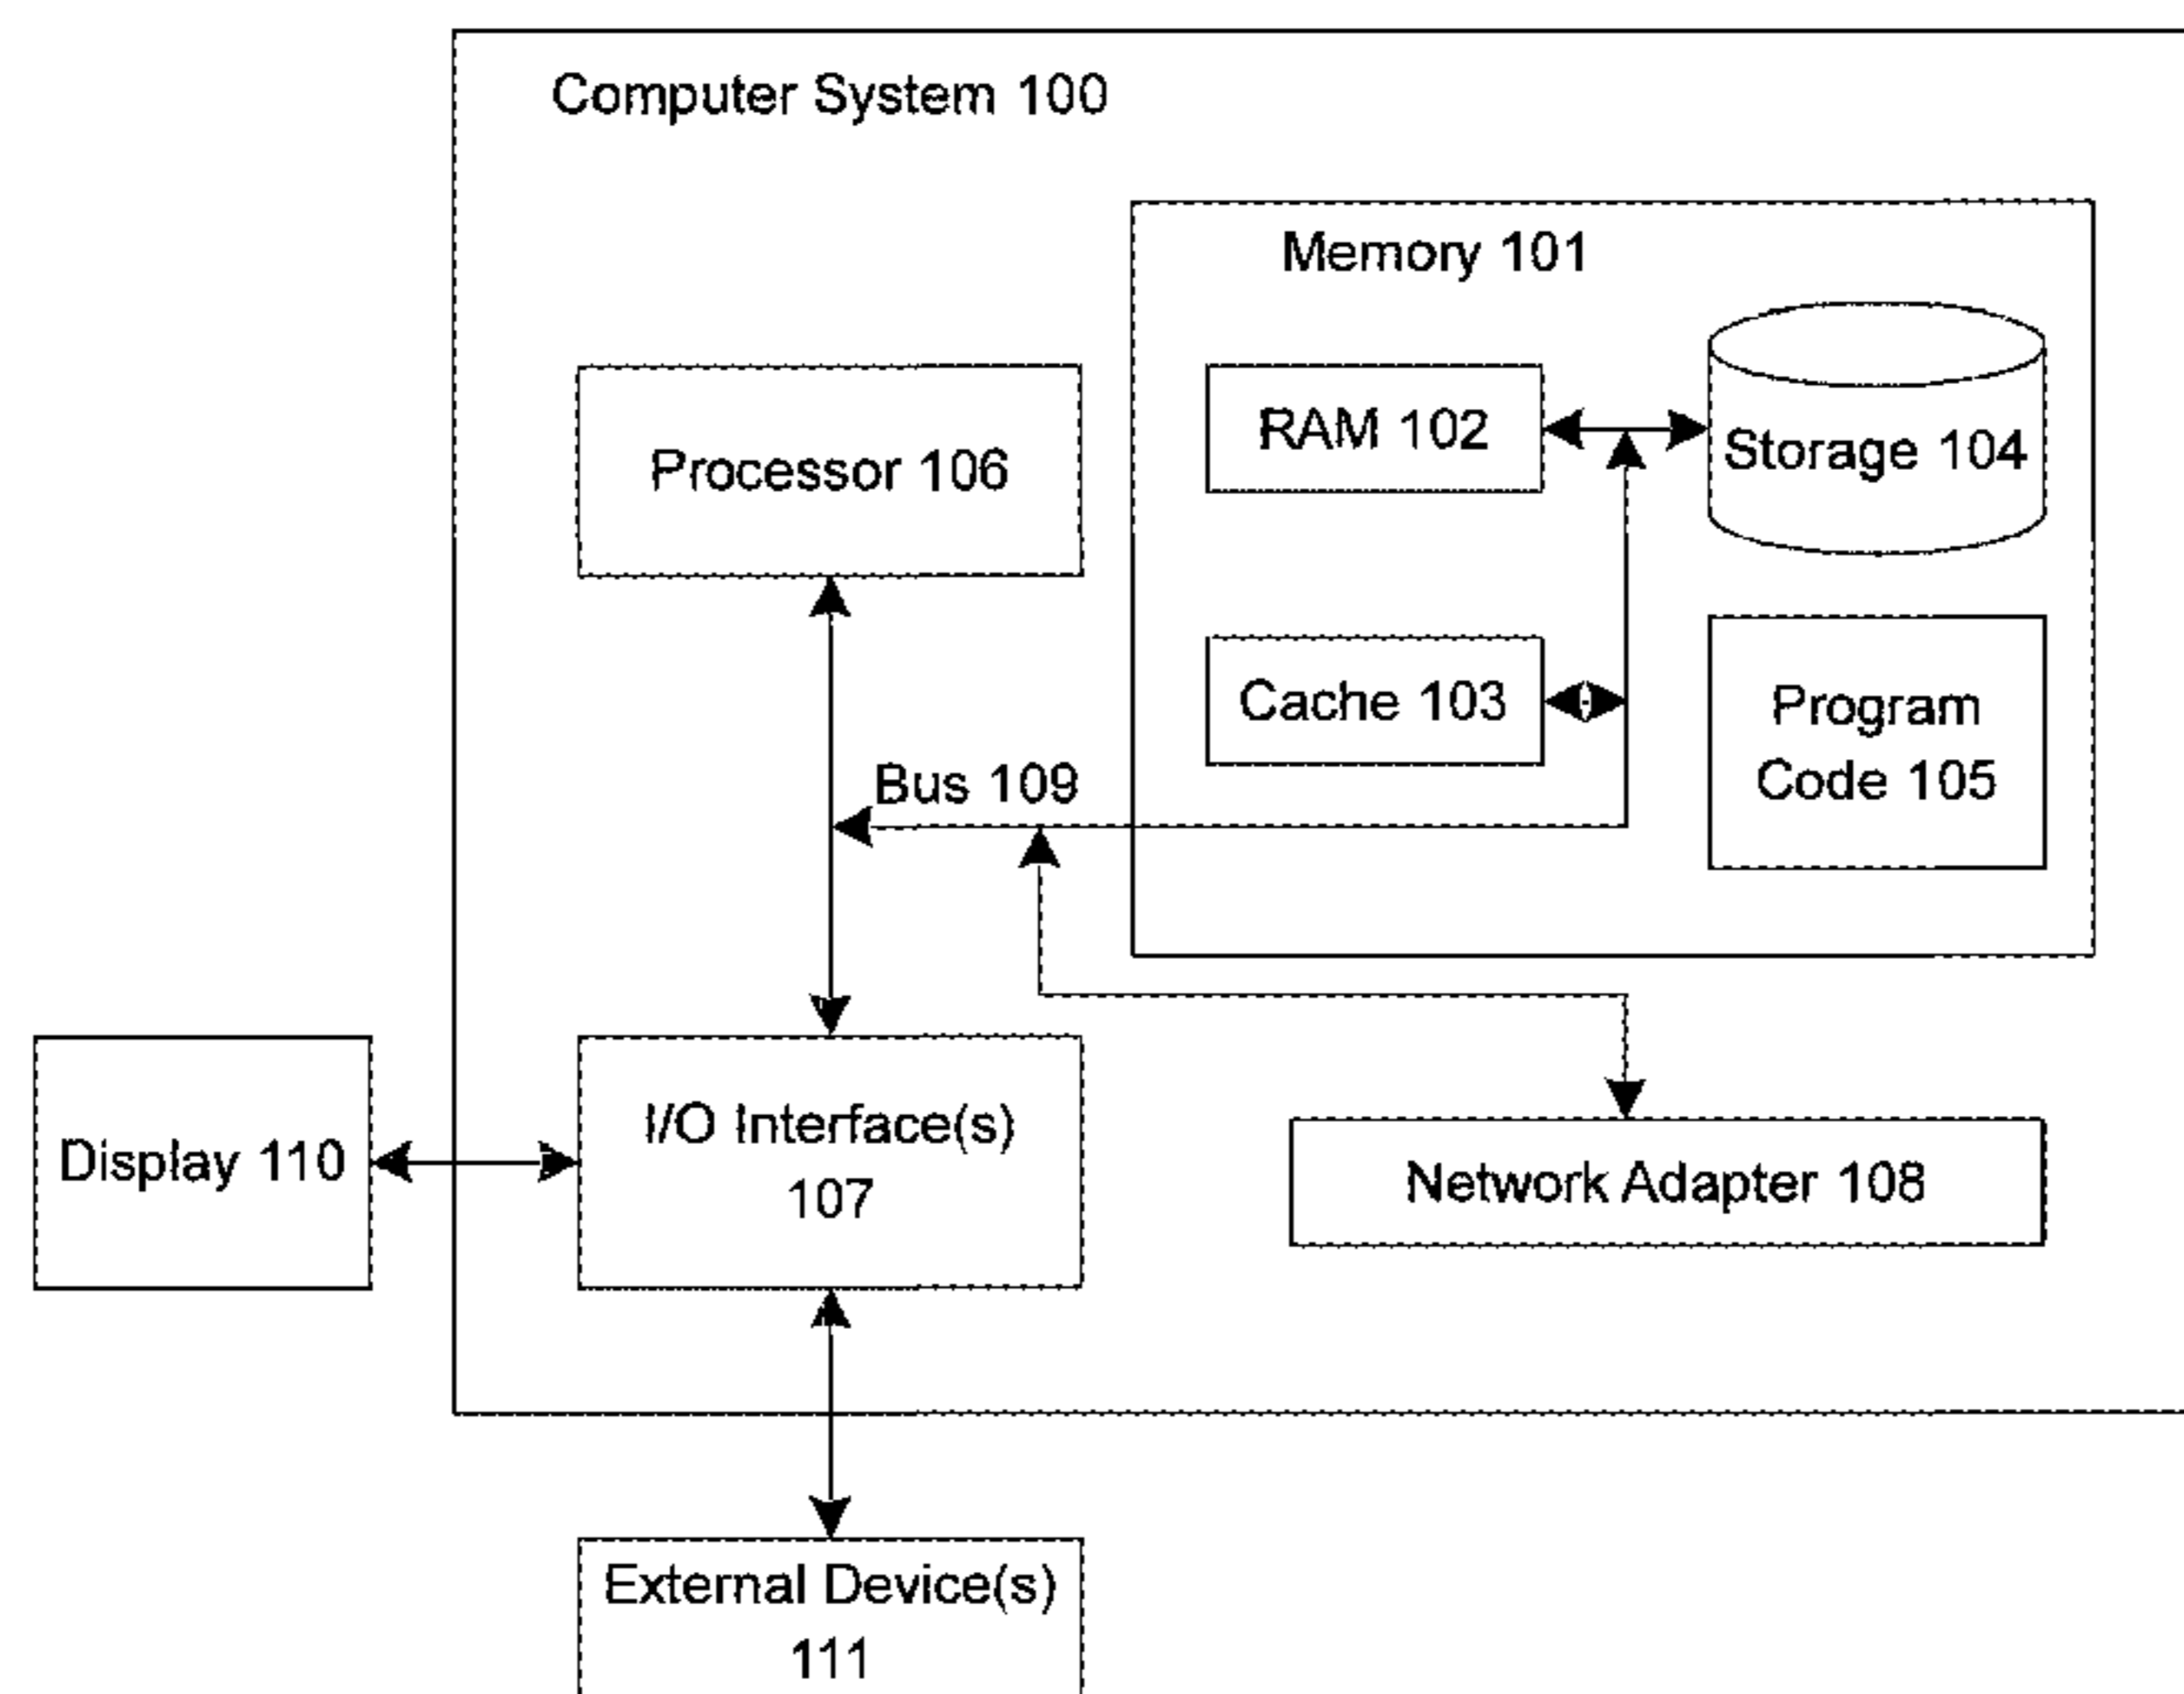 Computer System 100
Memory 101
RAM 102
Storage 104
Processor 106
Cache 103
Program
Code 105
Bus 109
I/O Interface(s)
107
Display 110
Network Adapter 108
External Device(s)
111